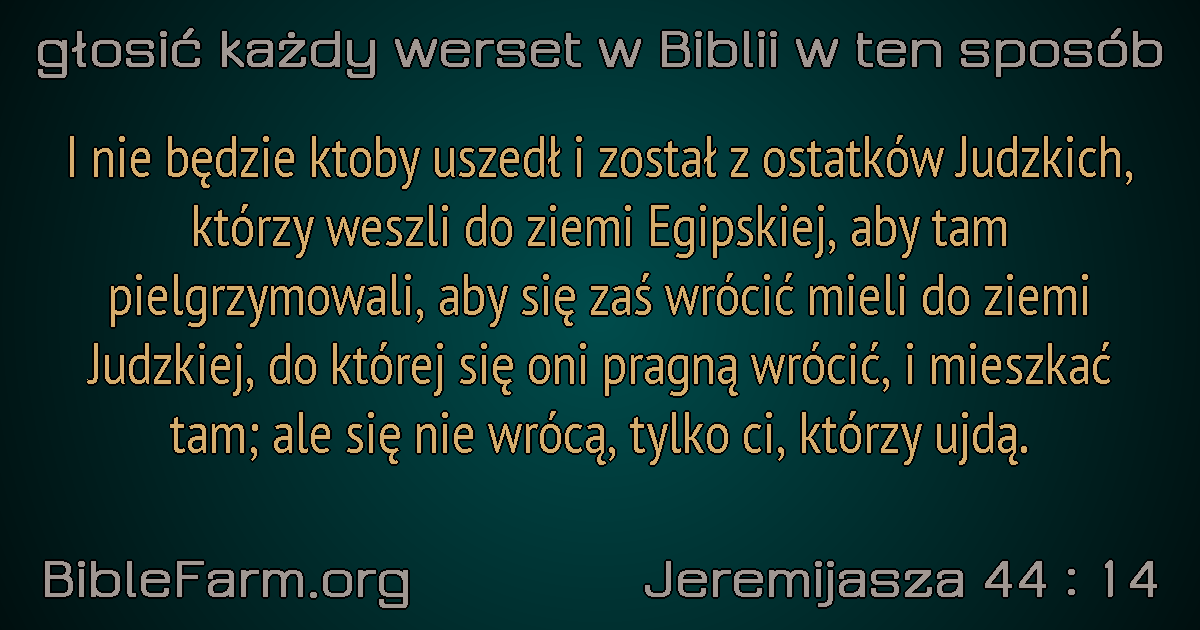 głosić każdy werset w Biblii w ten sposób
I nie będzie ktoby uszedł i został z ostatków Judzkich,
którzy weszli do ziemi Egipskiej, aby tam
pielgrzymowali, aby się zaś wrócić mieli do ziemi
Judzkiej, do której się oni pragną wrócić, i mieszkać
tam; ale się nie wrócą, tylko ci, którzy ujdą.
BibleFarm.org
Jeremijasza 44 : 14